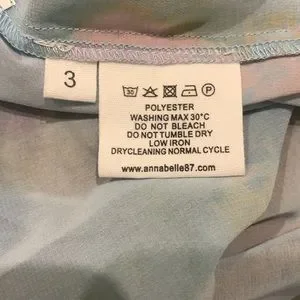 3
30 P
POLYESTER
WASHING MAX 30°C
DO NOT BLEACH
DO NOT TUMBLE DRY
LOW IRON
DRYCLEANING NORMAL CYCLE
www.annabelle87.com